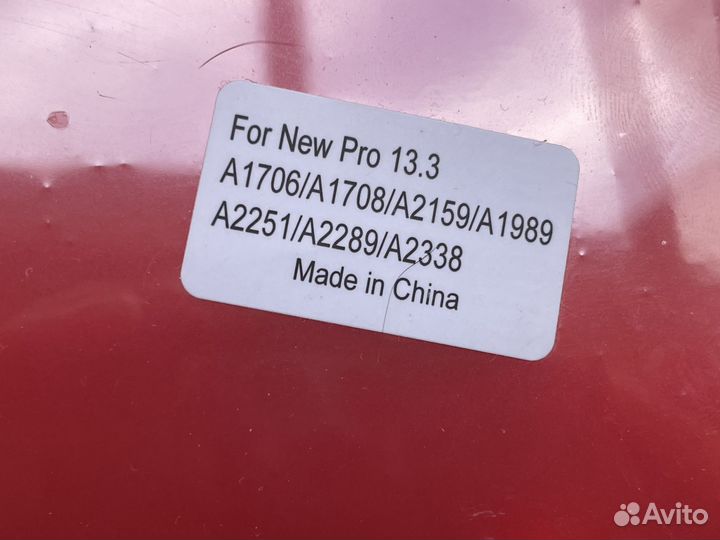 For New Pro 13.3
A1706/A1708/A2159/A1989
A2251/A2289/A2338
Made in China
Avito